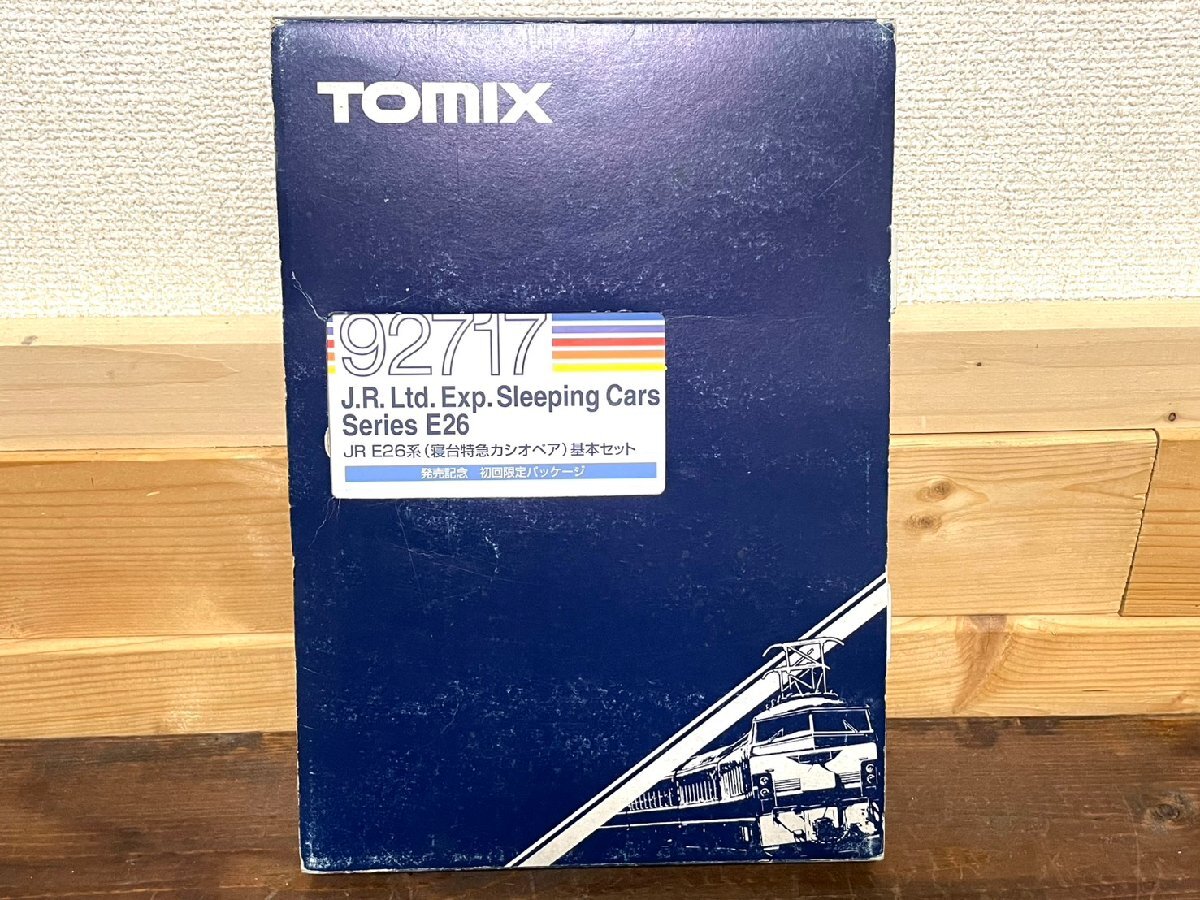 TOMIX
92717
J.R. Ltd. Exp. Sleeping Cars
Series E26
JR E26系(寝台特急カシオペア)基本セット
発売記念 初回限定パッケージ